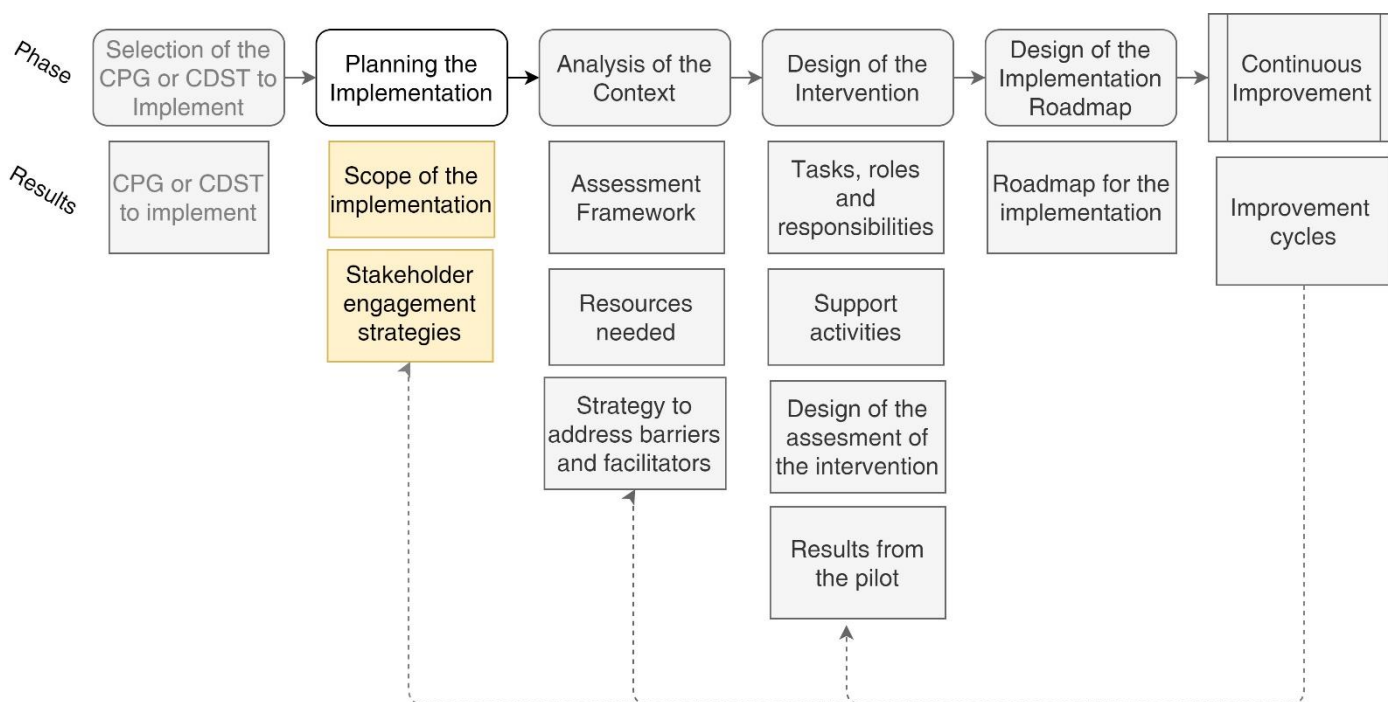 Phase
Selection of the
CPG or CDST to
Implement
Planning the
Implementation
Analysis of the
Context
Design of the
Intervention
Design of the
Implementation
Roadmap
Continuous
Improvement
Results
CPG or CDST
to implement
Scope of the
implementation
Stakeholder
engagement
strategies
Assessment
Framework
Resources
needed
Strategy to
address barriers
and facilitators
Tasks, roles
and
responsibilities
Support
activities
Design of the
assesment of
the intervention
Results from
the pilot
Roadmap for the
implementation
Improvement
cycles